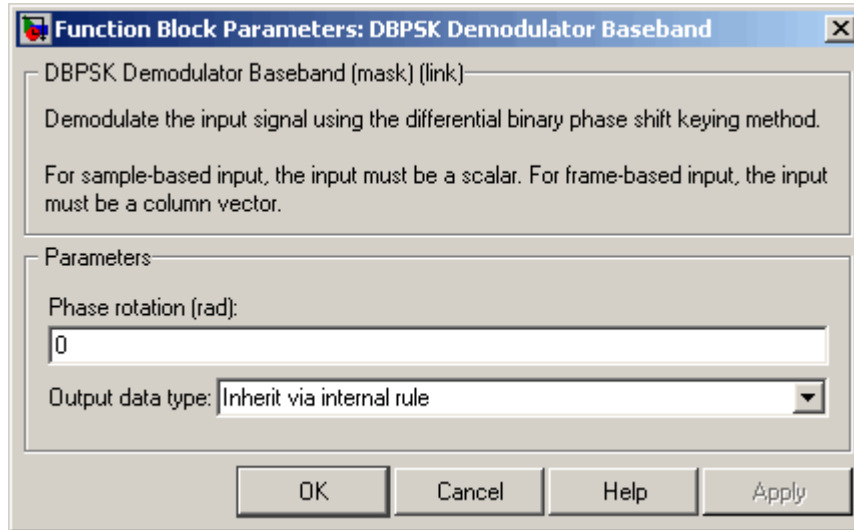 Function Block Parameters: DBPSK Demodulator Baseband
DBPSK Demodulator Baseband (mask) (link)
Demodulate the input signal using the differential binary phase shift keying method.
For sample-based input, the input must be a scalar. For frame-based input, the input
must be a column vector.
Parameters
Phase rotation (rad):
0
Output data type: Inherit via internal rule
OK Cancel Help Apply